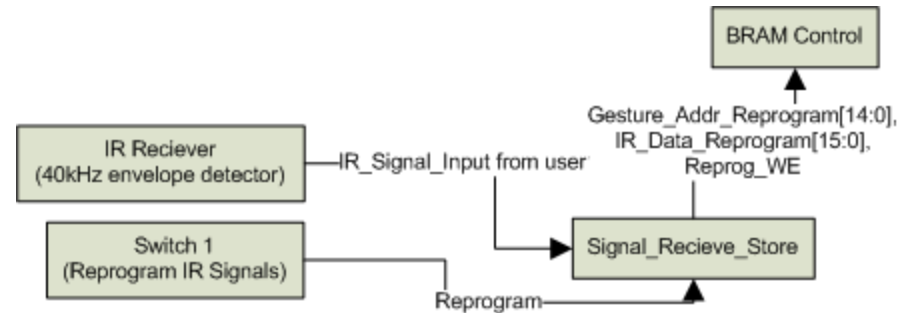 BRAM Control
Gesture_Addr_Reprogram[14:0],
IR_Data_Reprogram[15:0],
Reprog_WE
IR Reciever
(40kHz envelope detector)
IR_Signal_Input from user
Switch 1
(Reprogram IR Signals)
Signal_Recieve_Store
Reprogram